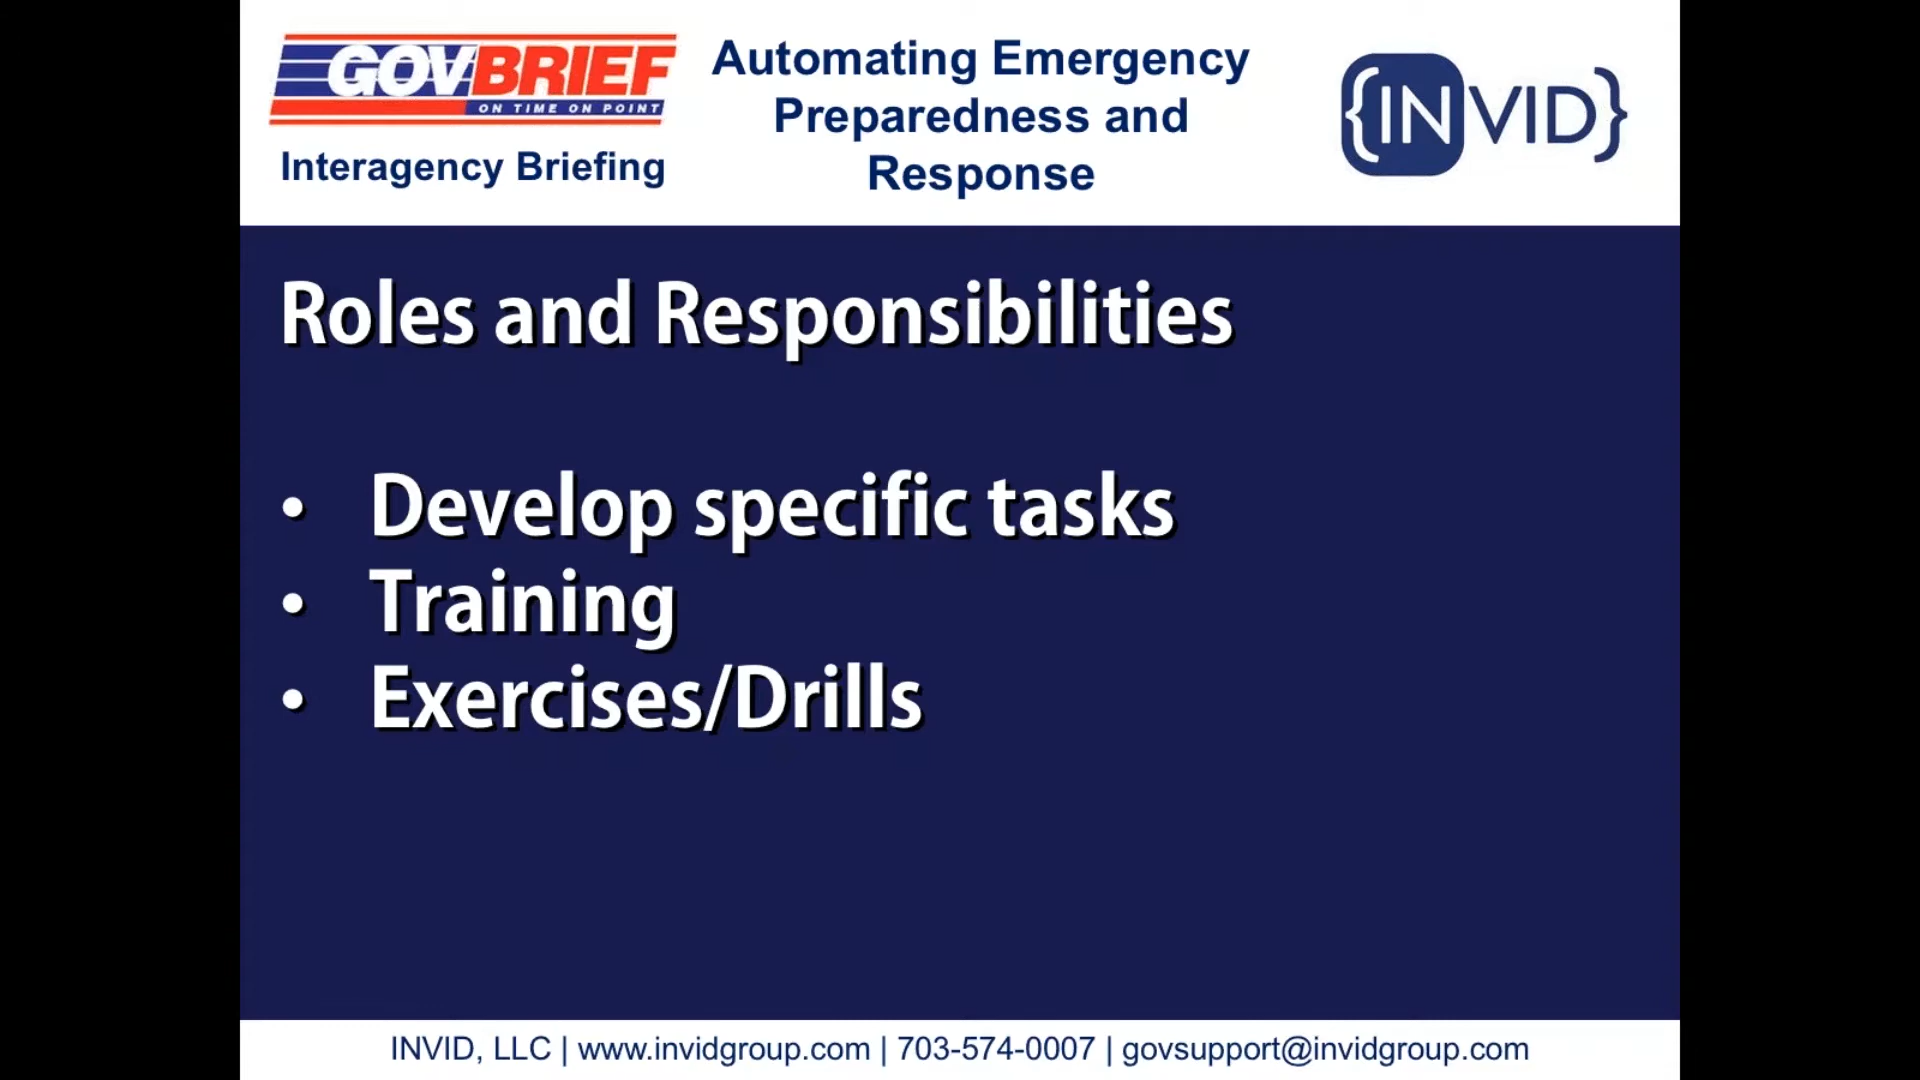 GOVBRIEF
ON TIME ON POINT
Interagency Briefing
Automating Emergency
Preparedness and
Response
{INVID}
Roles and Responsibilities
• Develop specific tasks
• Training
• Exercises/Drills
INVID, LLC | www.invidgroup.com | 703-574-0007 | govsupport@invidgroup.com